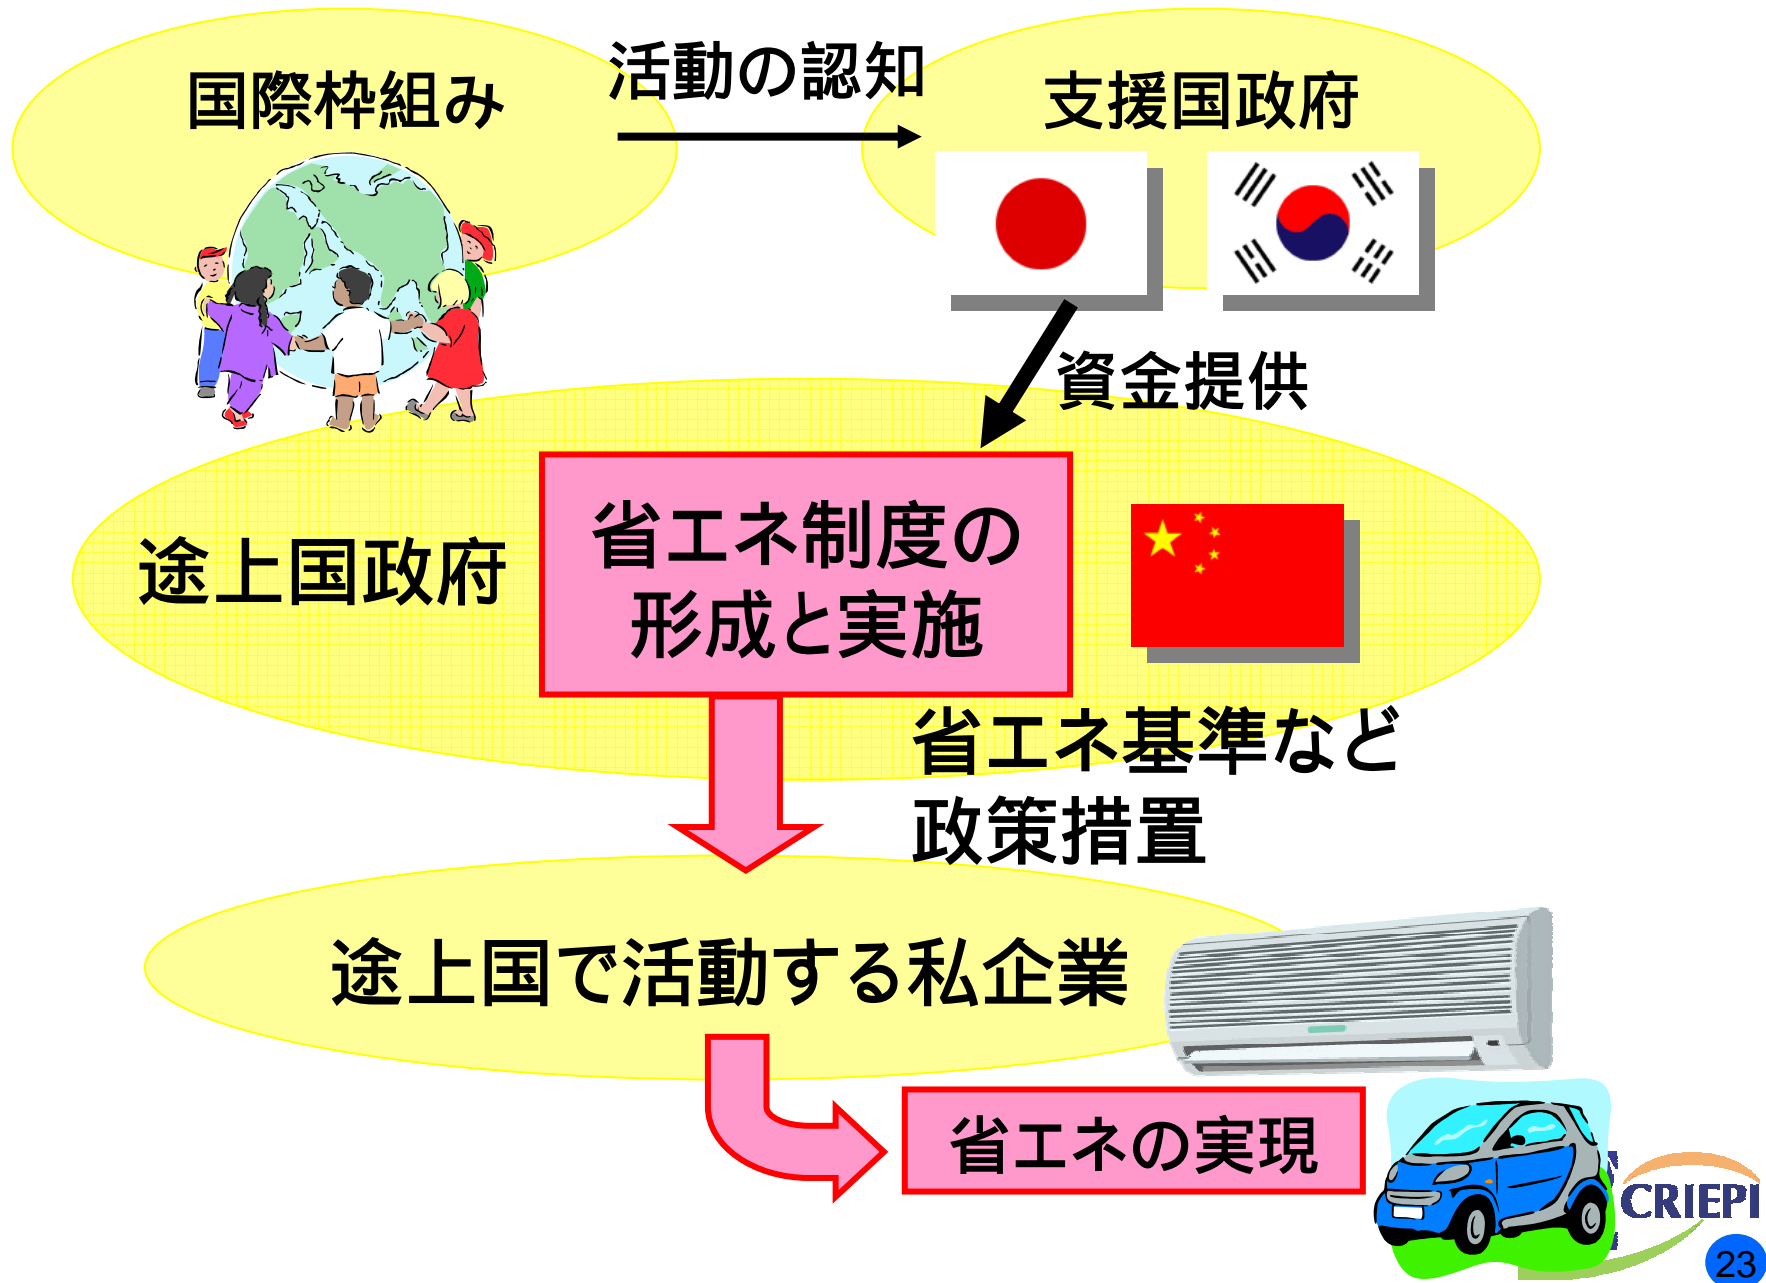 国際枠組み
活動の認知
支援国政府
資金提供
途上国政府
省エネ制度の
形成と実施
省エネ基準など
政策措置
途上国で活動する私企業
省エネの実現
CRIEPI
23